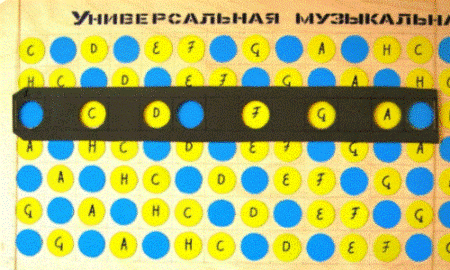 УНИВЕРСАЛЬНАЯ МУЗЫКАЛЬНА
C D E F G A H C
H C D E F G A H
C D F G A
A H C D E F G A
A H C D E F G
G A H C D E F G
G A H C D E F